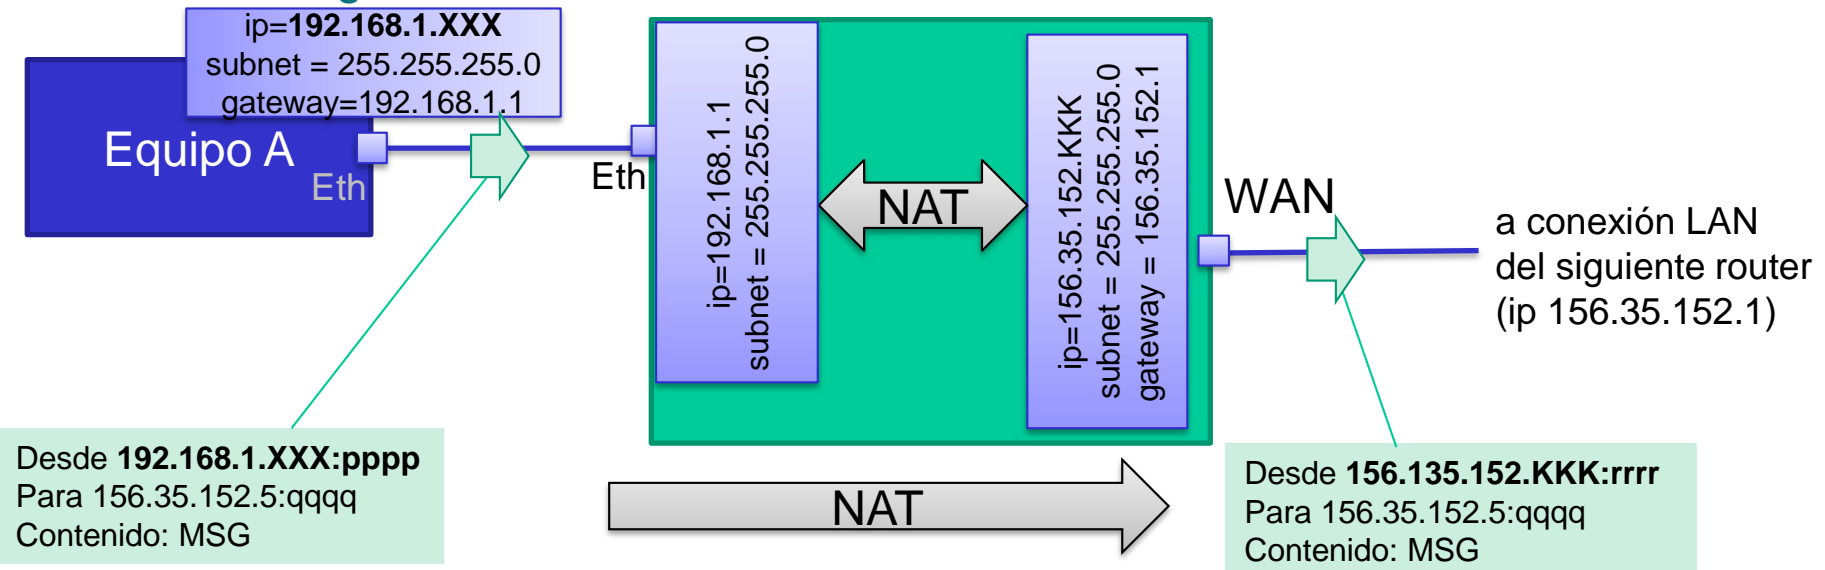 ip=192.168.1.XXX
subnet = 255.255.255.0
gateway=192.168.1.1
Equipo A
Eth
Eth
ip=192.168.1.1
subnet = 255.255.255.0
NAT
ip=156.35.152.KKK
subnet = 255.255.255.0
gateway = 156.35.152.1
WAN
a conexión LAN
del siguiente router
(ip 156.35.152.1)
Desde 192.168.1.XXX:pppp
Para 156.35.152.5:qqqq
Contenido: MSG
NAT
Desde 156.135.152.KKK:rrrr
Para 156.35.152.5:qqqq
Contenido: MSG